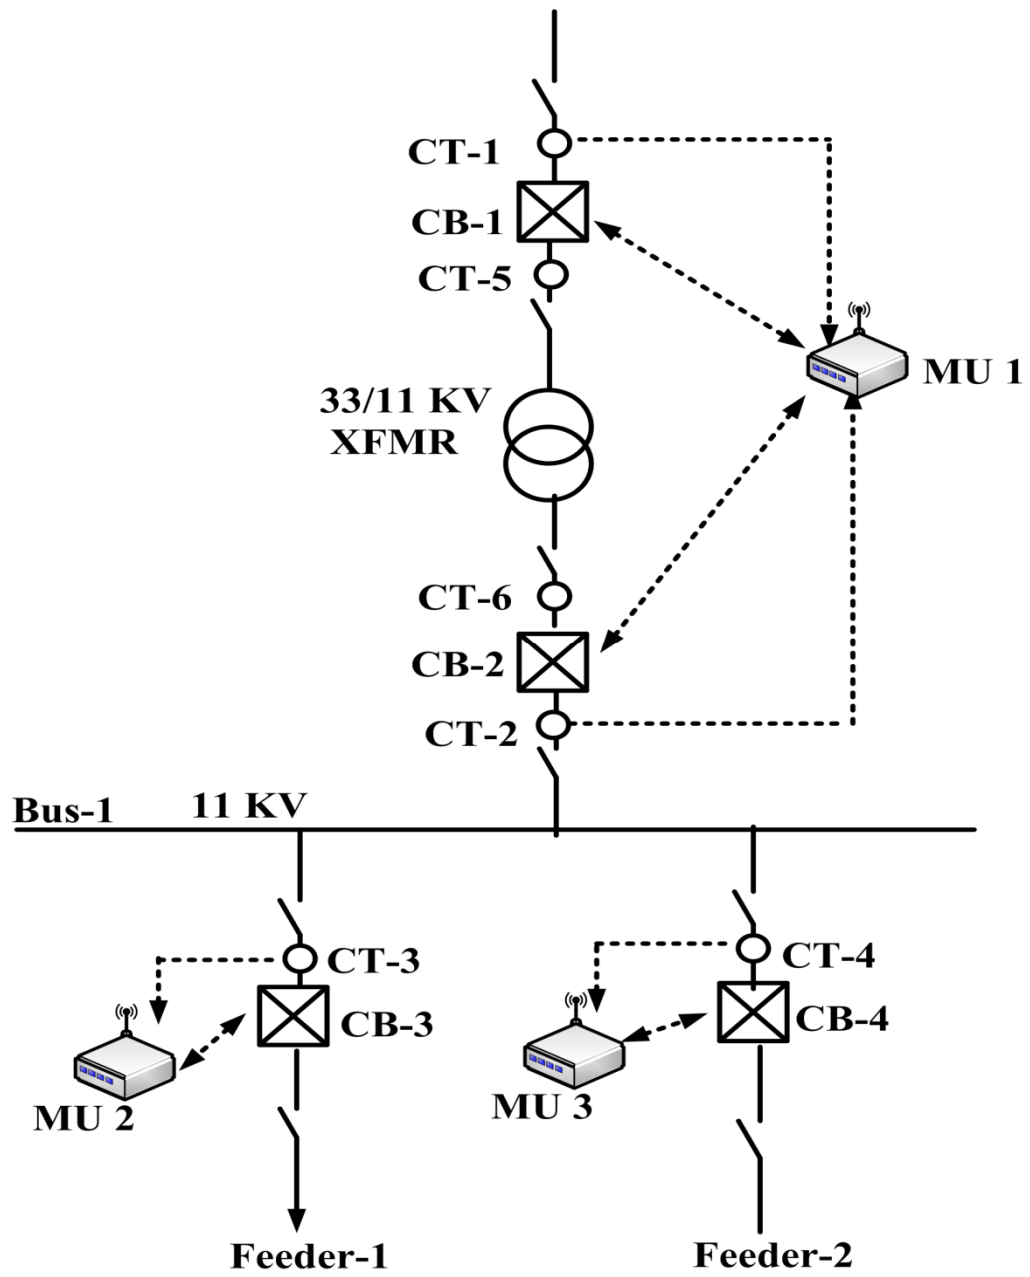 CT-1
CB-1
CT-5
MU 1
33/11 KV
XFMR
CT-6
CB-2
CT-2
Bus-1 11 KV
CT-3
CT-4
CB-3
CB-4
MU 2
MU 3
Feeder-1
Feeder-2